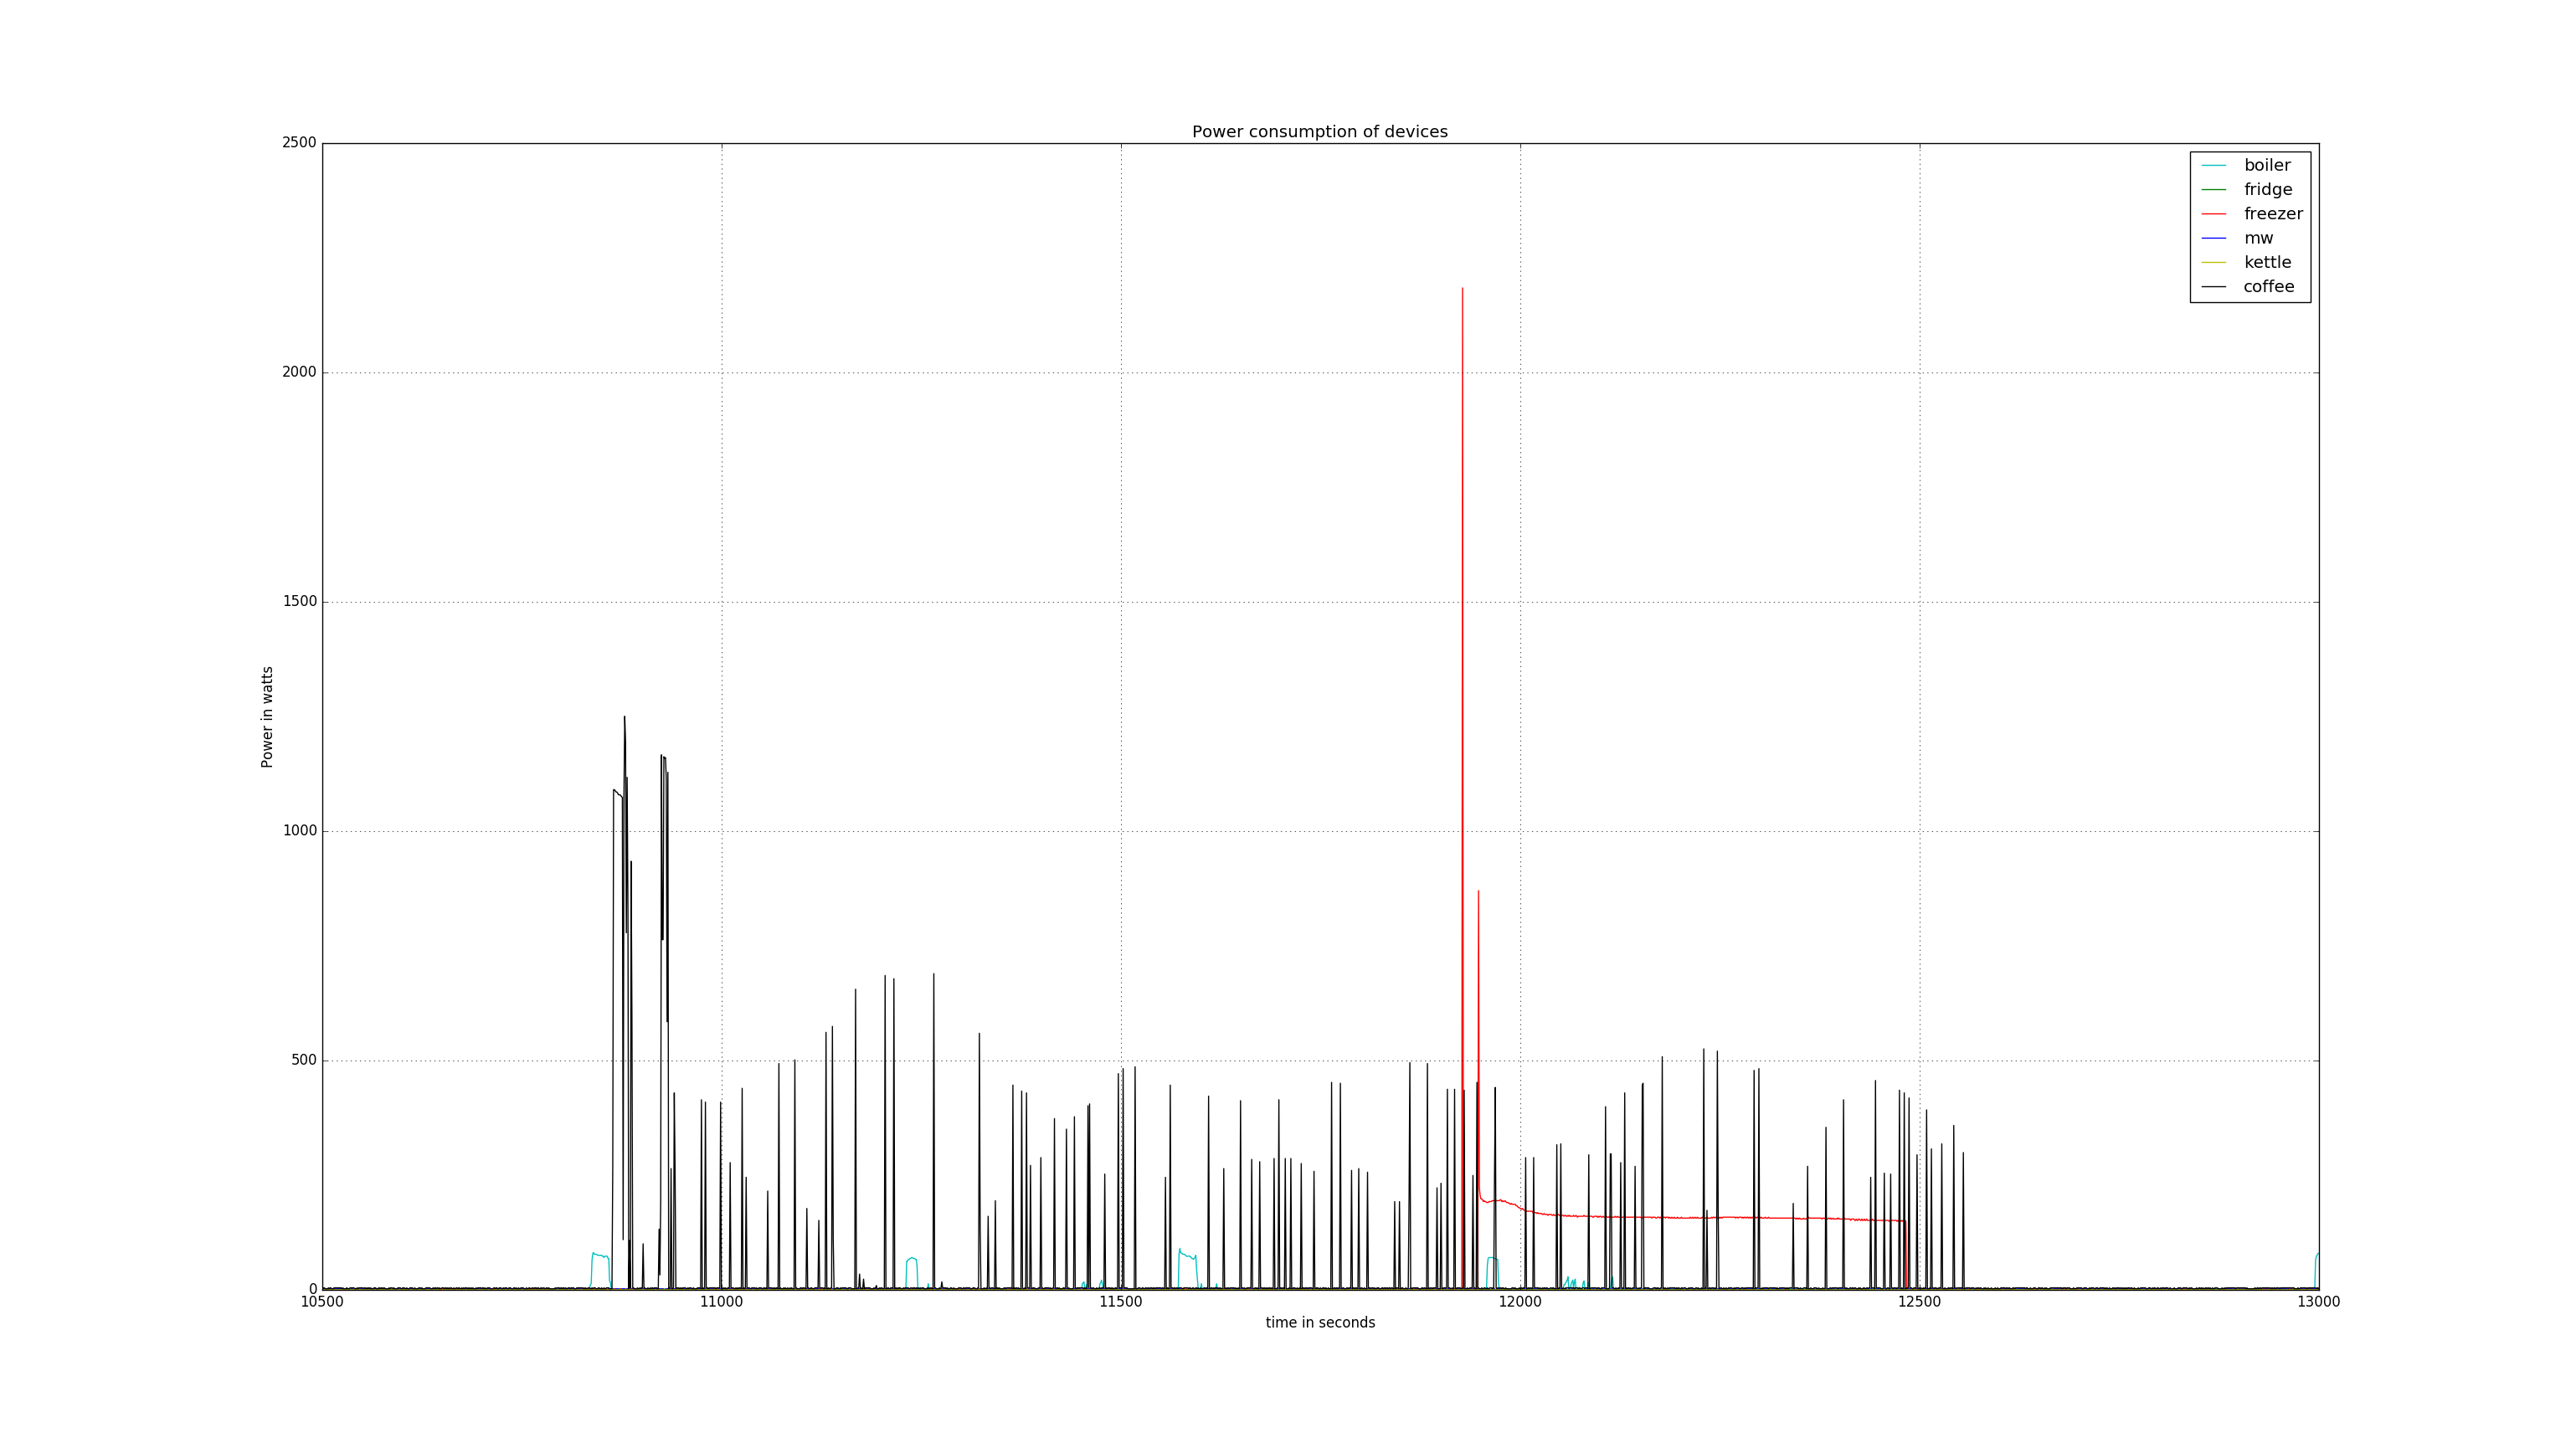 Power consumption of devices
2500
2000
1500
1000
500
0
Power in watts
boiler
fridge
freezer
mw
kettle
coffee
10500 11000 11500 12000 12500 13000
time in seconds